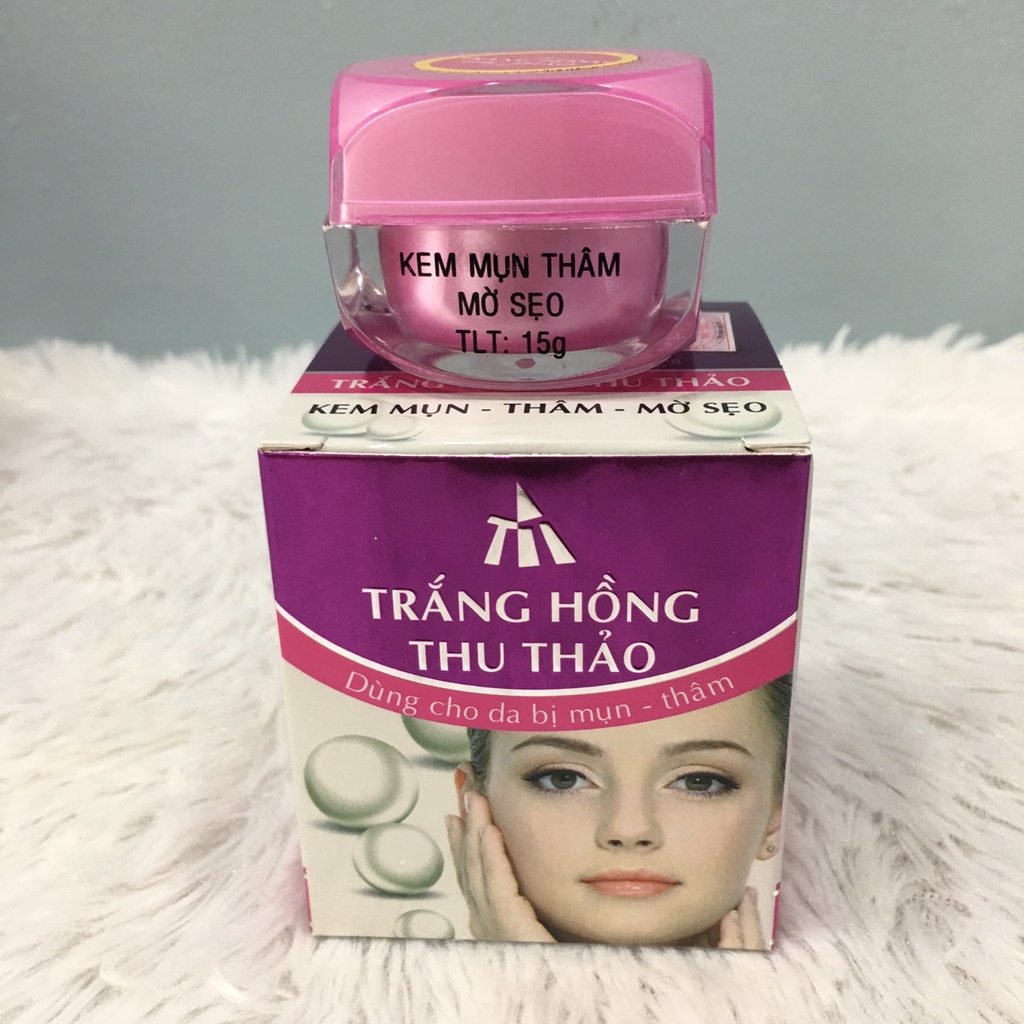 KEM MỤN THÂM
MỜ SẸO
TLT: 15g
TRẮNG THU THẢO
KEM MỤN - THÂM - MỜ SẸO
TRẮNG HỒNG
THU THẢO
Dùng cho da bị mụn - thâm